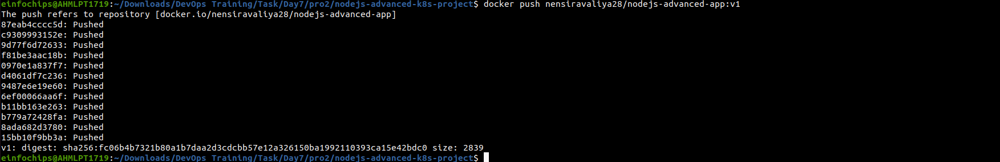 einfochips@AHMLPT1719:~/Downloads/DevOps Training/Task/Day7/pro2/nodejs-advanced-k8s-project$ docker push nensiravaliya28/nodejs-advanced-app:v1
The push refers to repository [docker.io/nensiravaliya28/nodejs-advanced-app]
87eab4cccc5d: Pushed
c9309993152e: Pushed
9d77f6d72633: Pushed
f81be3aac18b: Pushed
0970e1a837f7: Pushed
d4061df7c236: Pushed
9487e6e19e60: Pushed
6ef00066aa6f: Pushed
b11bb163e263: Pushed
b779a72428fa: Pushed
8ada682d3780: Pushed
15bb10f9bb3a: Pushed
v1: digest: sha256:fc06b4b7321b80a1b7daa2d3cdcbb57e12a326150ba1992110393ca15e42bdc0 size: 2839
einfochips@AHMLPT1719:~/Downloads/DevOps Training/Task/Day7/pro2/nodejs-advanced-k8s-project$